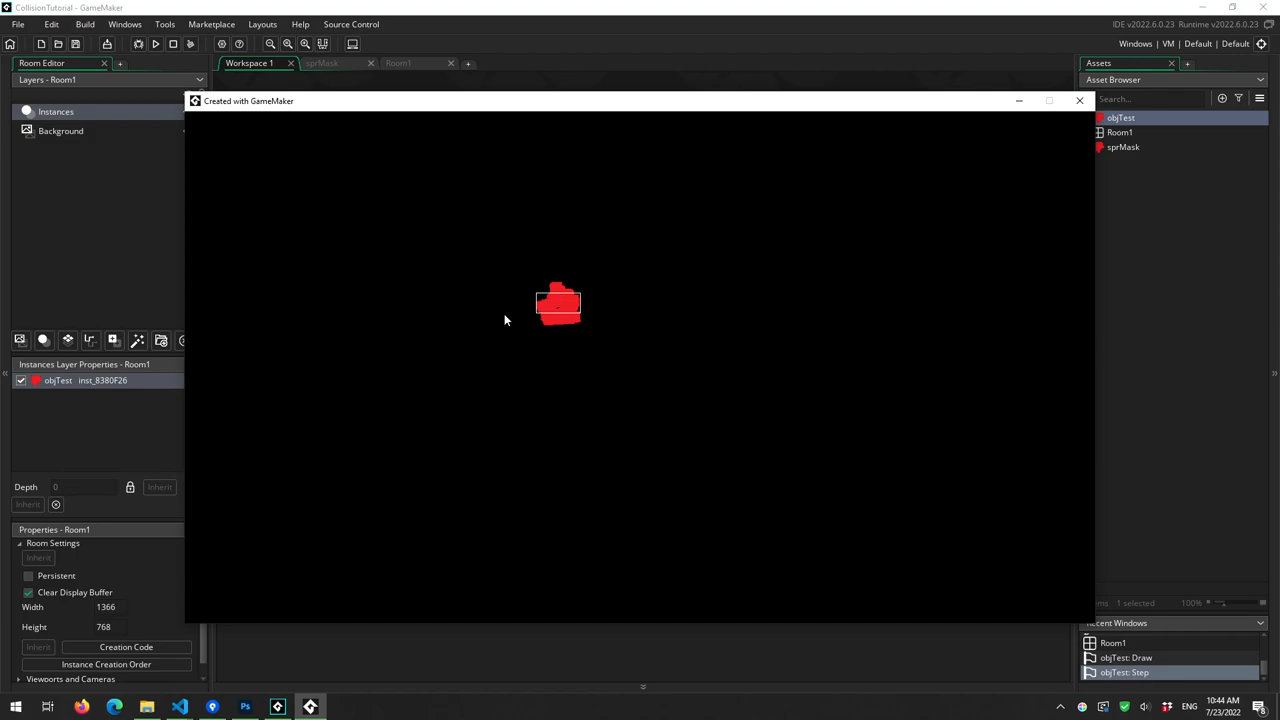 CollisionTutorial - GameMaker
File Edit Build Windows Tools Marketplace Layouts Help Source Control
IDE v2022.6.0.23 Runtime v2022.6.0.23
Windows | VM | Default | Default
Room Editor
Workspace 1
sprMask
Room1
Assets
Layers - Room1
Asset Browser
Created with GameMaker
Search...
Instances
objTest
Background
Room1
sprMask
Instances Layer Properties - Room1
objTest inst_8380F26
Depth 0 Inherit
Inherit
Properties - Room1
Room Settings
Inherit
Persistent
Clear Display Buffer
Width 1366
Height 768
Inherit Creation Code
Instance Creation Order
Viewports and Cameras
1 selected 100%
Recent Windows
Room1
objTest: Draw
objTest: Step
ENG
10:44 AM
7/23/2022
8